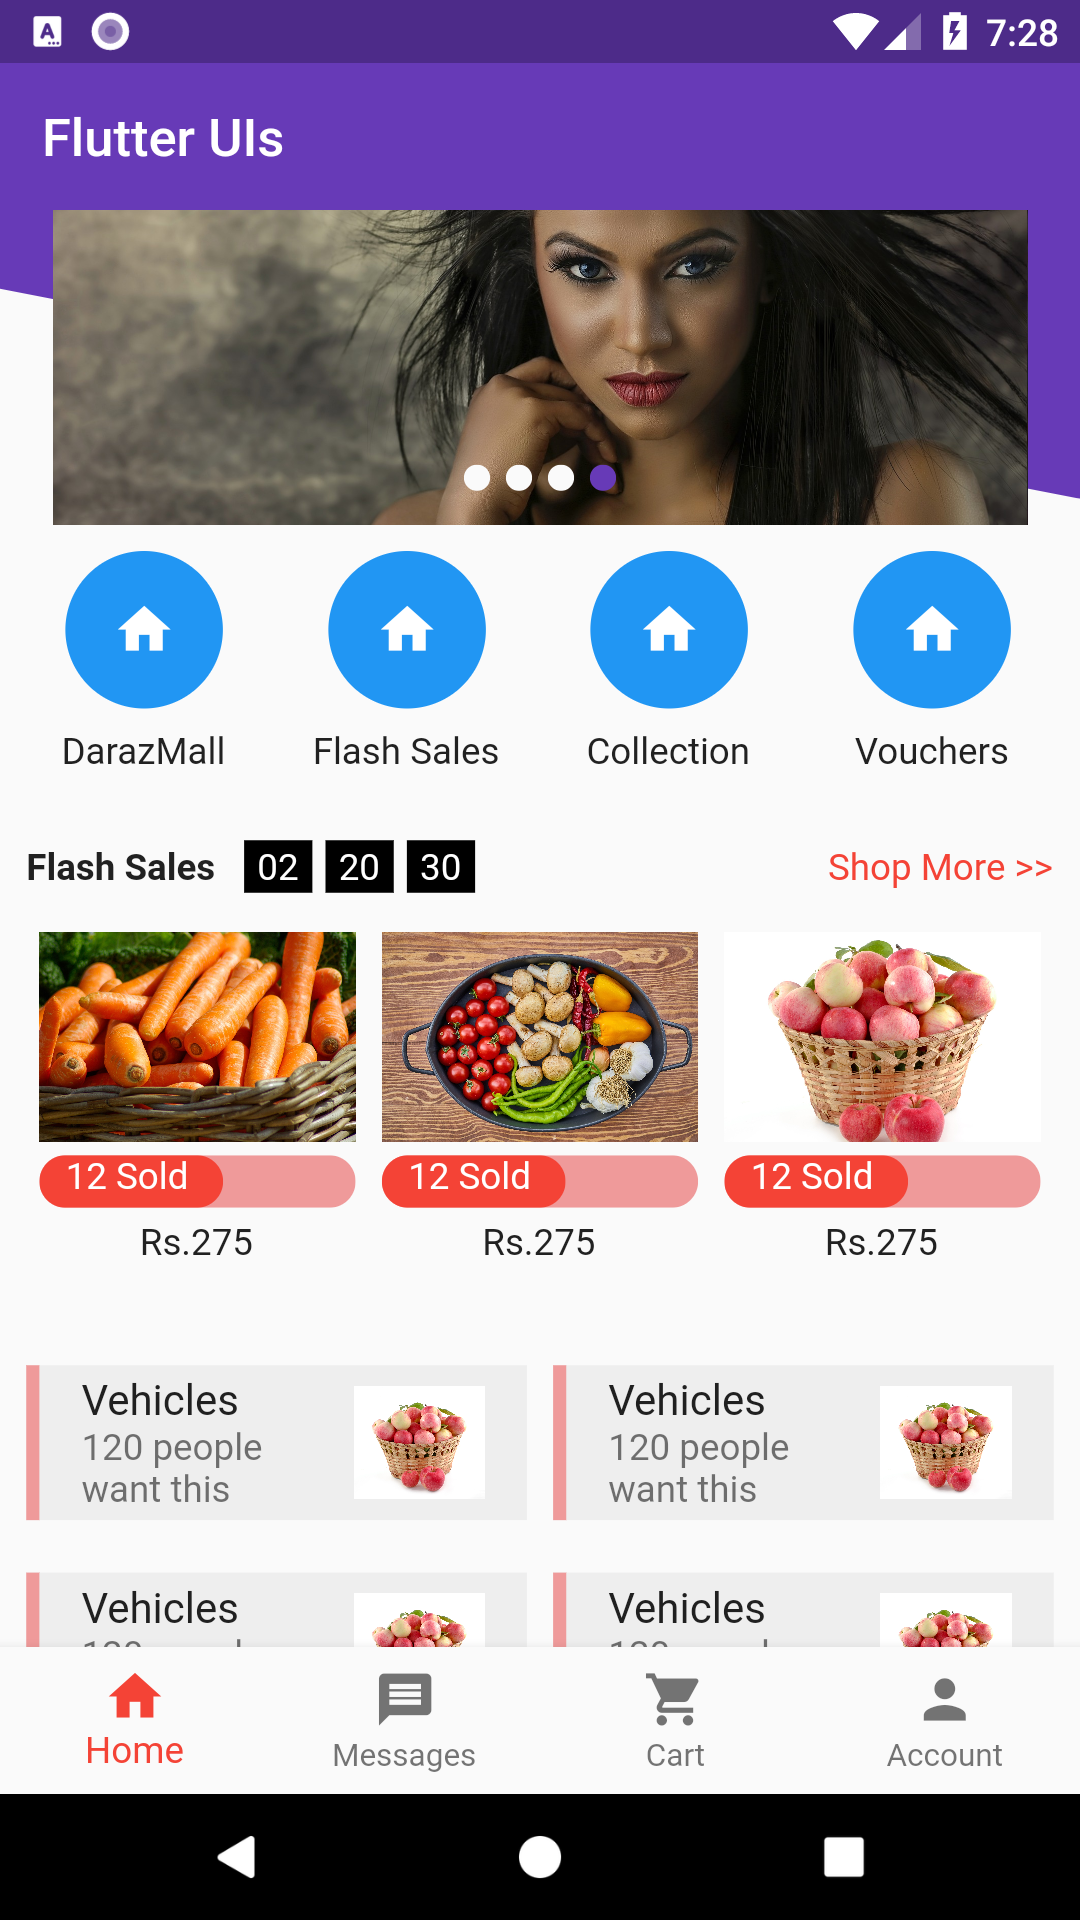 7:28
Flutter UIs
DarazMall Flash Sales Collection Vouchers
Flash Sales 02 20 30 Shop More >>
12 Sold 12 Sold 12 Sold
Rs.275 Rs.275 Rs.275
Vehicles
120 people
want this
Vehicles
120 people
want this
Vehicles
Vehicles
Home Messages Cart Account